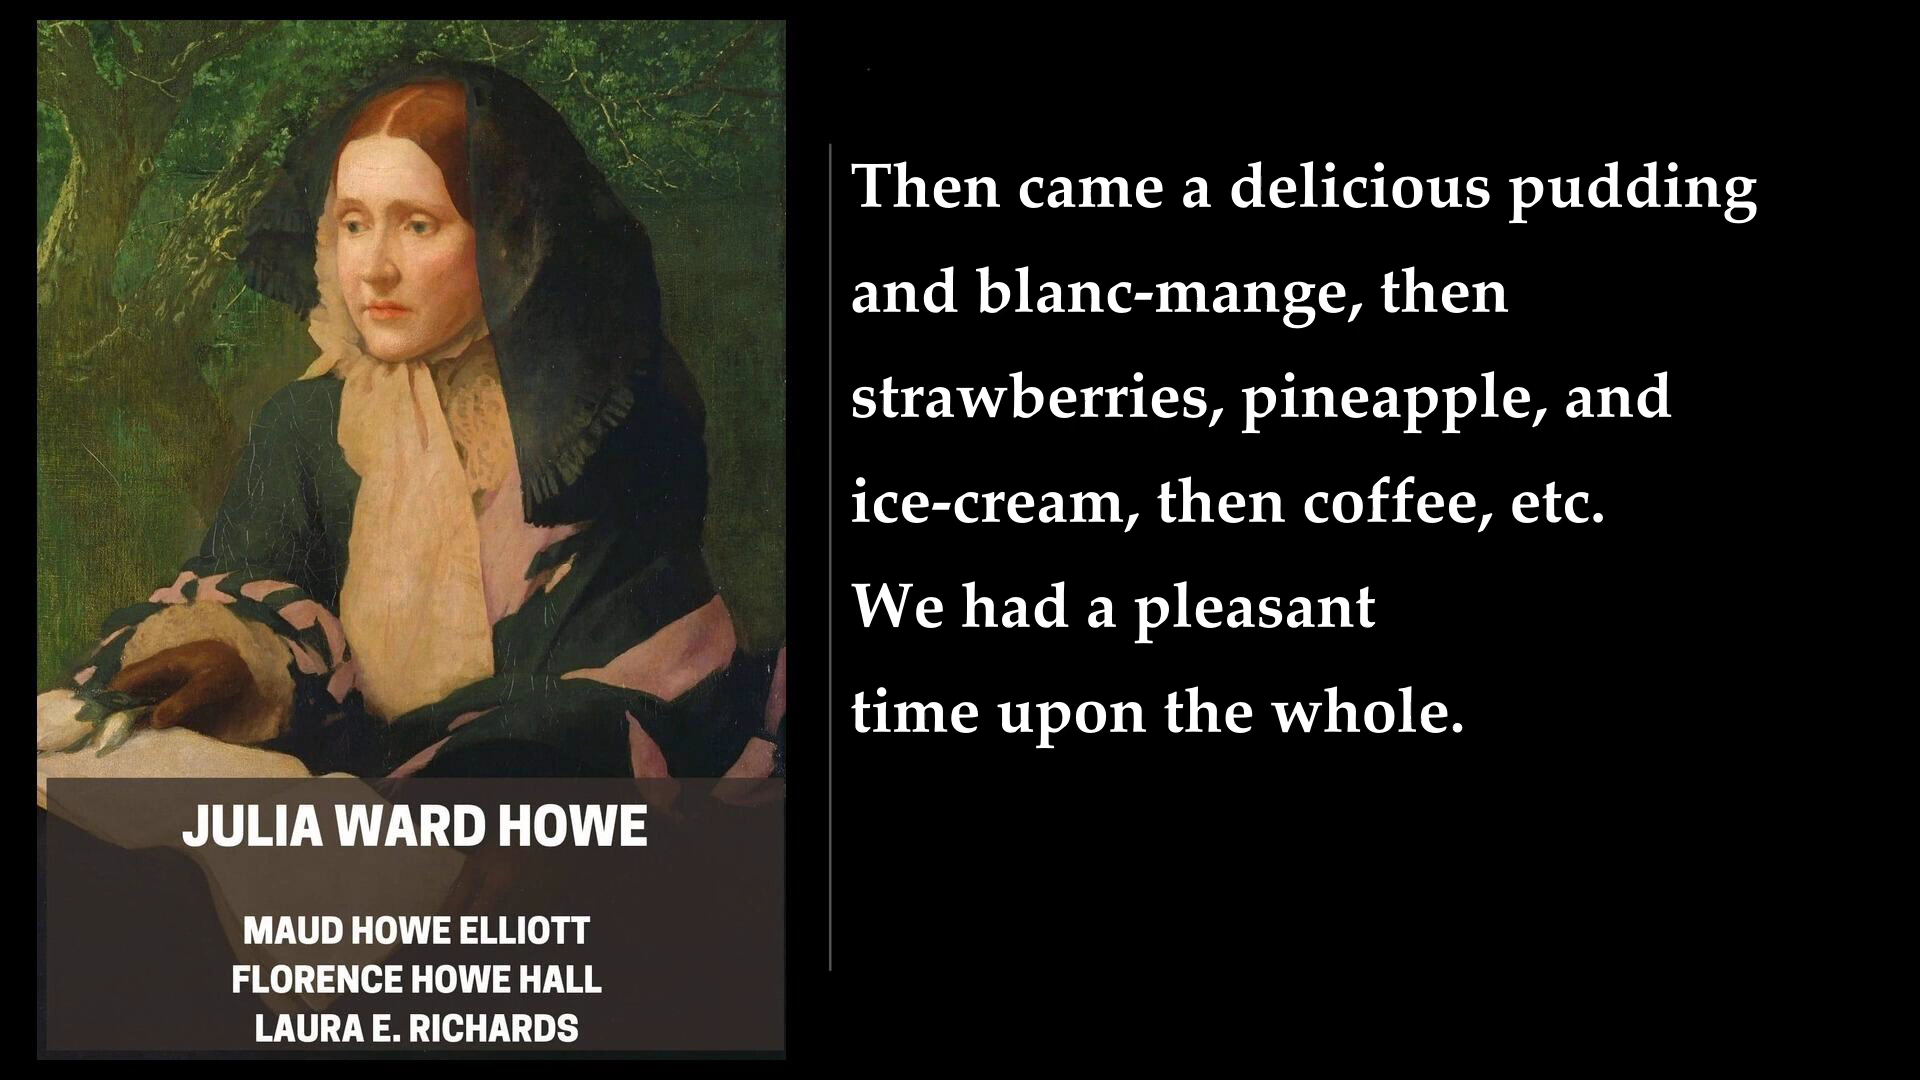 Then came a delicious pudding
and blanc-mange, then
strawberries, pineapple, and
ice-cream, then coffee, etc.
We had a pleasant
time upon the whole.
JULIA WARD HOWE
MAUD HOWE ELLIOTT
FLORENCE HOWE HALL
LAURA E. RICHARDS